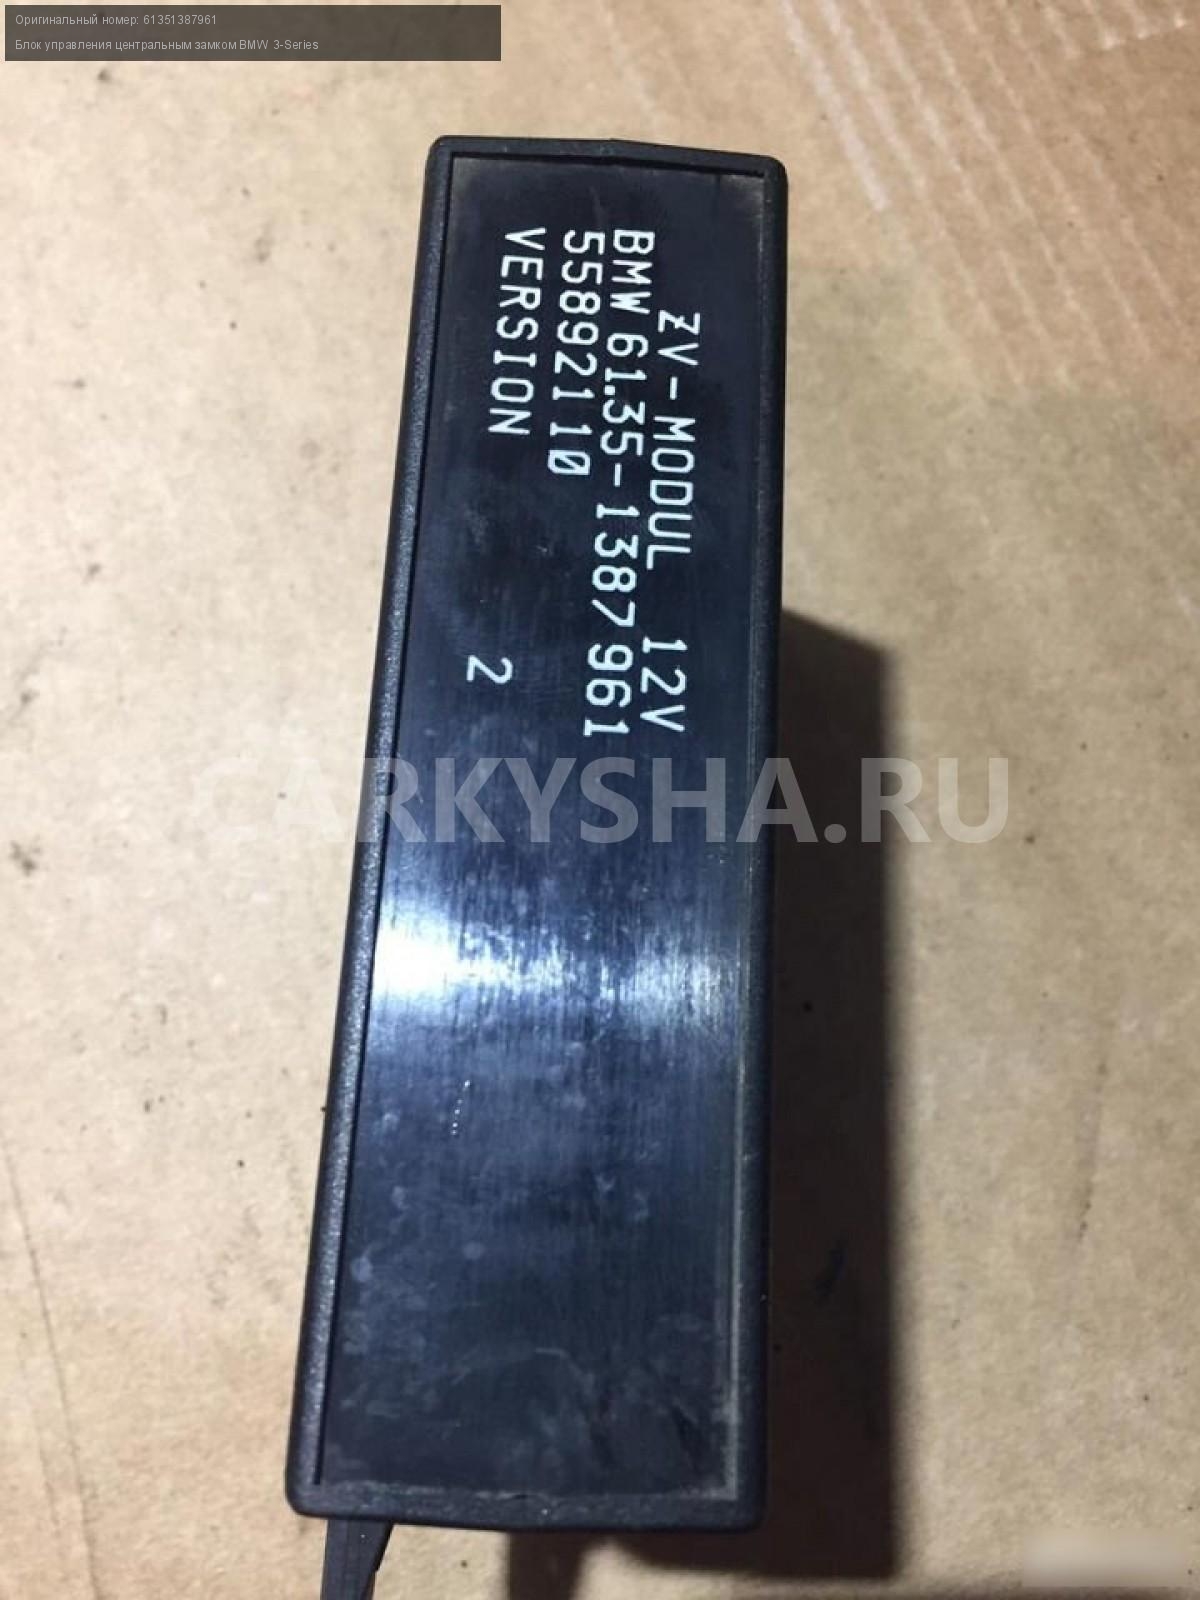 Оригинальный номер: 61351387961
Блок управления центральным замком BMW 3-Series
ZV-MODUL 12V
BMW 61.35-1387961
55892110
VERSION 2
CARKYSHA.RU